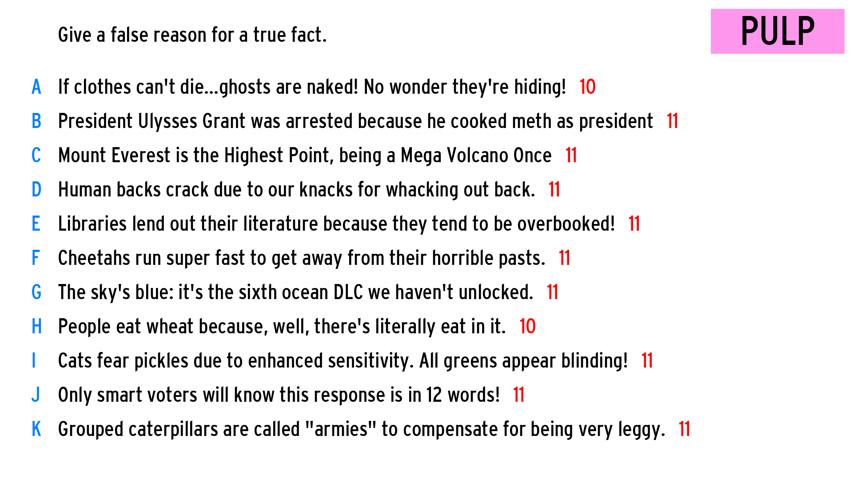 Give a false reason for a true fact.
PULP
A If clothes can't die...ghosts are naked! No wonder they're hiding! 10
B President Ulysses Grant was arrested because he cooked meth as president 11
C Mount Everest is the Highest Point, being a Mega Volcano Once 11
D Human backs crack due to our knacks for whacking out back. 11
E Libraries lend out their literature because they tend to be overbooked! 11
F Cheetahs run super fast to get away from their horrible pasts. 11
G The sky's blue: it's the sixth ocean DLC we haven't unlocked. 11
H People eat wheat because, well, there's literally eat in it. 10
I Cats fear pickles due to enhanced sensitivity. All greens appear blinding! 11
J Only smart voters will know this response is in 12 words! 11
K Grouped caterpillars are called "armies" to compensate for being very leggy. 11